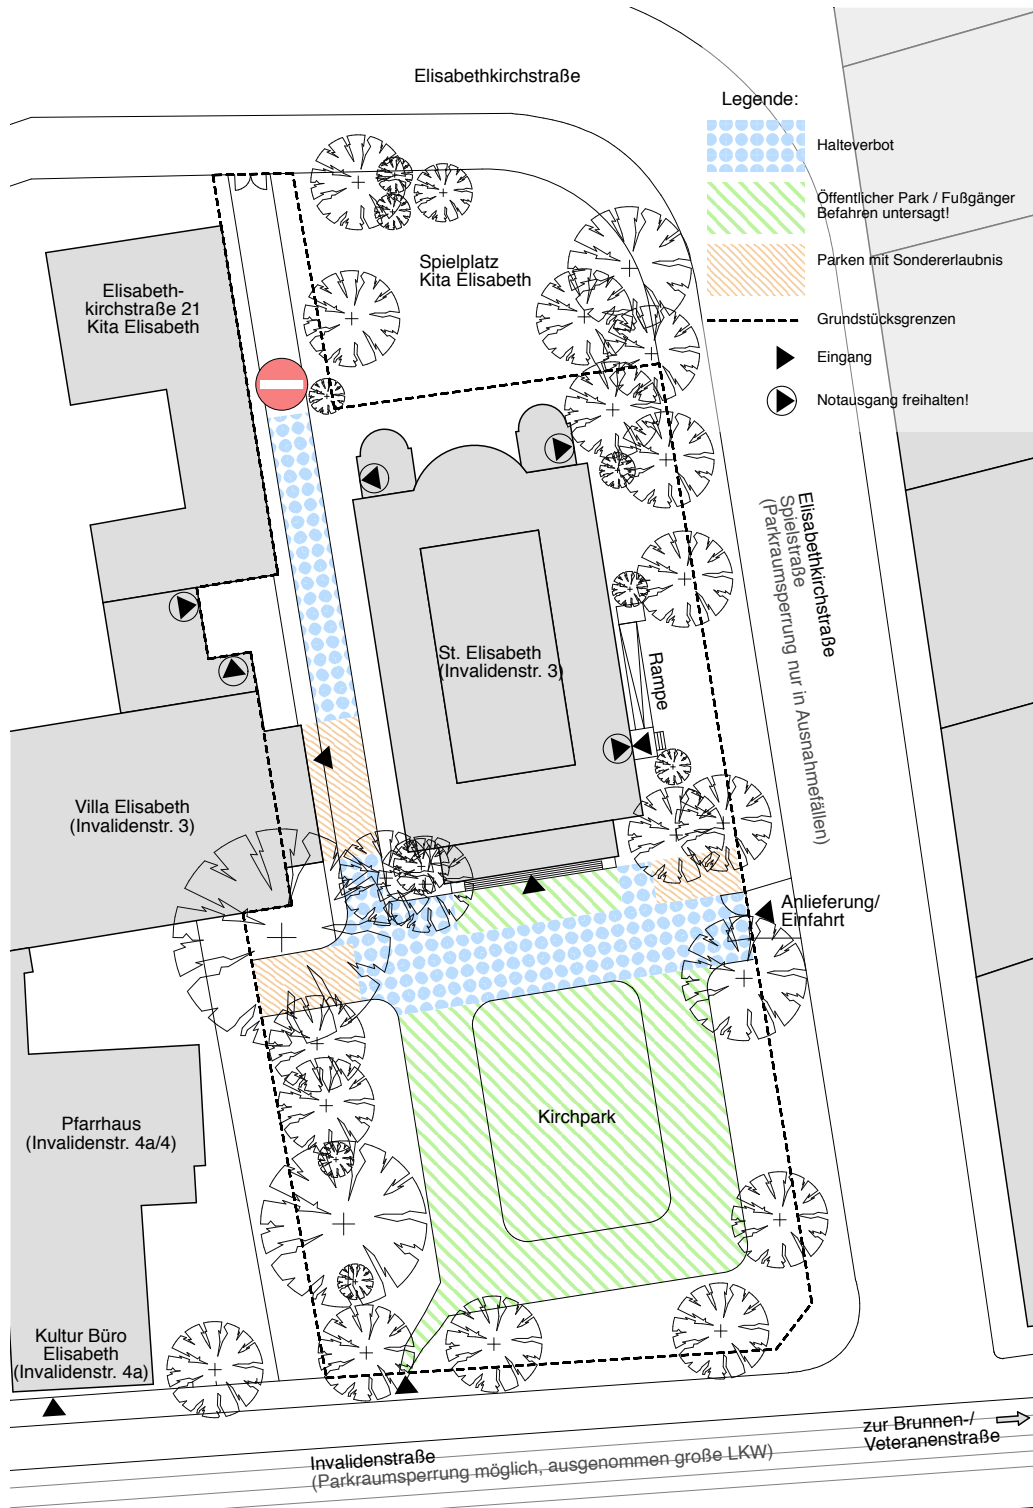 Elisabethkirchstraße
Legende:
Halteverbot
Öffentlicher Park / Fußgänger
Befahren untersagt!
Parken mit Sondererlaubnis
Grundstücksgrenzen
Eingang
Notausgang freihalten!
Spielplatz
Kita Elisabeth
Elisabeth-
kirchstraße 21
Kita Elisabeth
Elisabethkirchstraße
Spielstraße
(Parkraumsperrung nur in Ausnahmefällen)
St. Elisabeth
(Invalidenstr. 3)
Rampe
Villa Elisabeth
(Invalidenstr. 3)
Anlieferung/
Einfahrt
Kirchpark
Pfarrhaus
(Invalidenstr. 4a/4)
Kultur Büro
Elisabeth
(Invalidenstr. 4a)
zur Brunnen-/
Veteranenstraße
Invalidenstraße
(Parkraumsperrung möglich, ausgenommen große LKW)